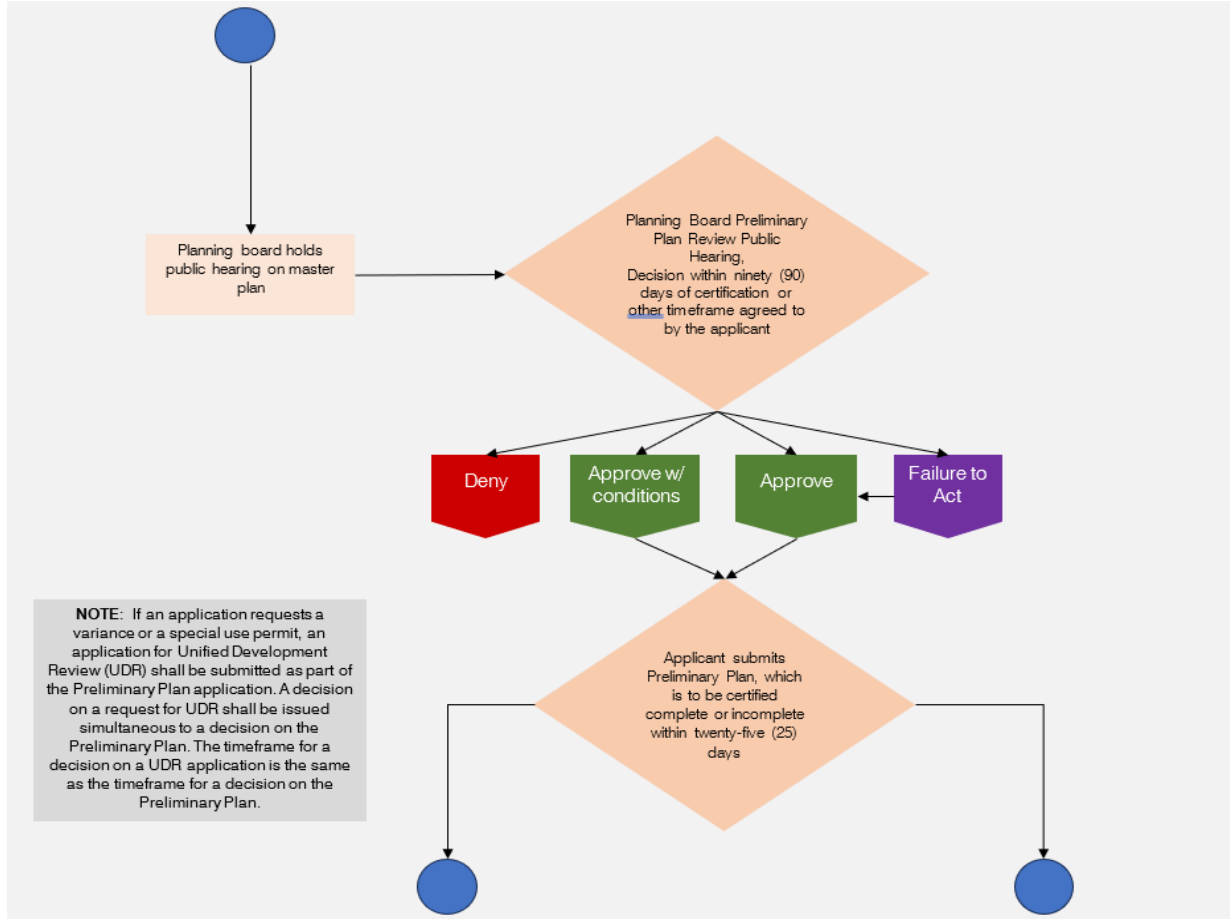 Planning board holds
public hearing on master
plan
Planning Board Preliminary
Plan Review Public
Hearing,
Decision within ninety (90)
days of certification or
other timeframe agreed to
by the applicant
Deny
Approve w/
conditions
Approve
Failure to
Act
NOTE: If an application requests a
variance or a special use permit, an
application for Unified Development
Review (UDR) shall be submitted as part of
the Preliminary Plan application. A decision
on a request for UDR shall be issued
simultaneous to a decision on the
Preliminary Plan. The timeframe for a
decision on a UDR application is the same
as the timeframe for a decision on the
Preliminary Plan.
Applicant submits
Preliminary Plan, which
is to be certified
complete or incomplete
within twenty-five (25)
days